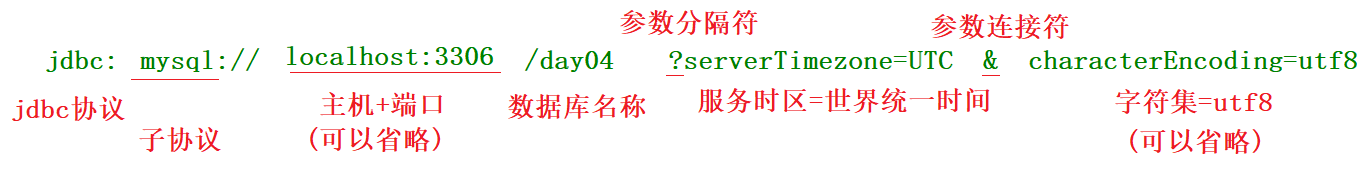 参数分隔符 参数连接符
jdbc: mysql:// localhost:3306 /day04 ?serverTimezone=UTC & characterEncoding=utf8
jdbc协议 主机+端口 数据库名称 服务时区=世界统一时间 字符集=utf8
子协议 (可以省略) (可以省略)